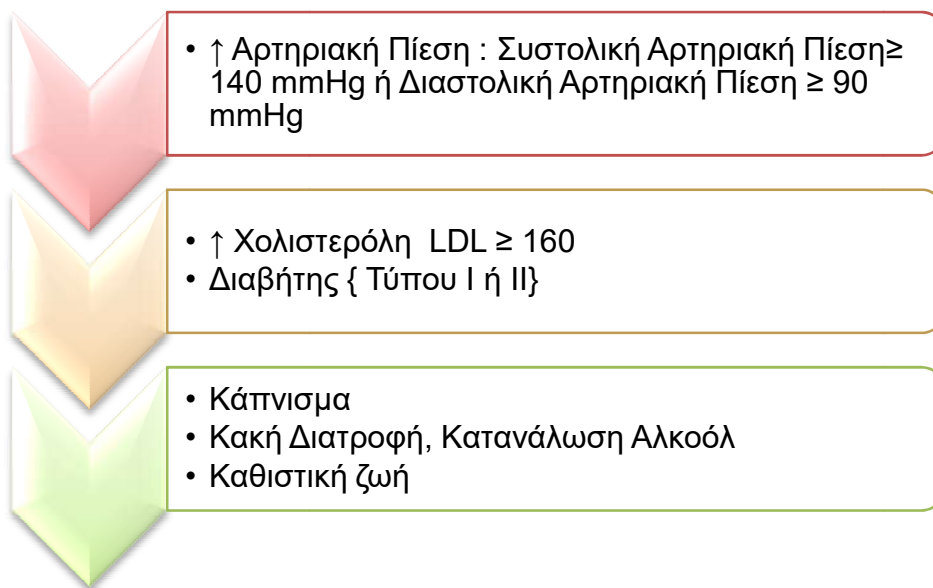 • ↑ Αρτηριακή Πίεση : Συστολική Αρτηριακή Πίεση≥
140 mmHg ή Διαστολική Αρτηριακή Πίεση ≥ 90
mmHg
• ↑ Χολιστερόλη LDL ≥ 160
• Διαβήτης { Τύπου Ι ή ΙΙ}
• Κάπνισμα
• Κακή Διατροφή, Κατανάλωση Αλκοόλ
• Καθιστική ζωή